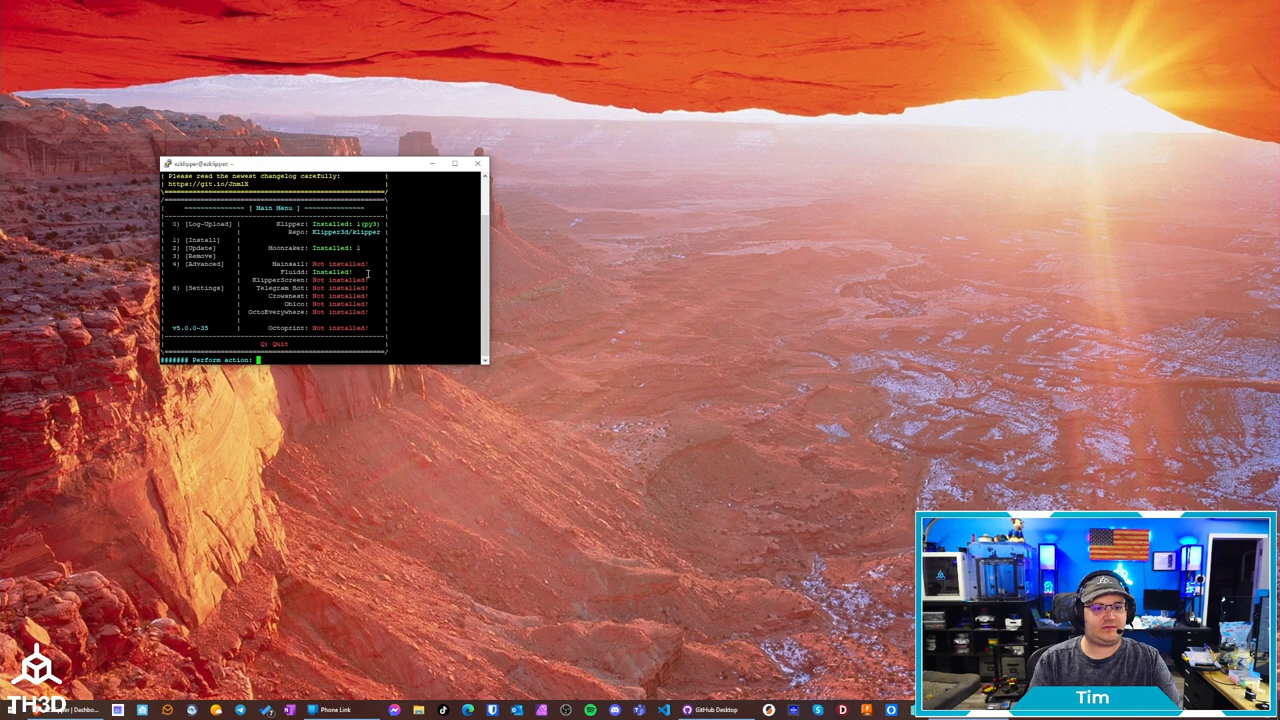 ezklipper@ezklipper: ~
Please read the newest changelog carefully:
https://git.io/JnmlX
[ Main Menu ]
0) [Log-Upload] | Klipper: Installed: 1(py3)
Repo: Klipper3d/klipper
1) [Install]
2) [Update] | Moonraker: Installed: 1
3) [Remove]
4) [Advanced] | Mainsail: Not installed!
Fluidd: Installed!
KlipperScreen: Not installed!
6) [Settings] | Telegram Bot: Not installed!
Crowsnest: Not installed!
Obico: Not installed!
OctoEverywhere: Not installed!
v5.0.0-35 | Octoprint: Not installed!
Q) Quit
####### Perform action:
Tim
TH3D
Phone Link
GitHub Desktop